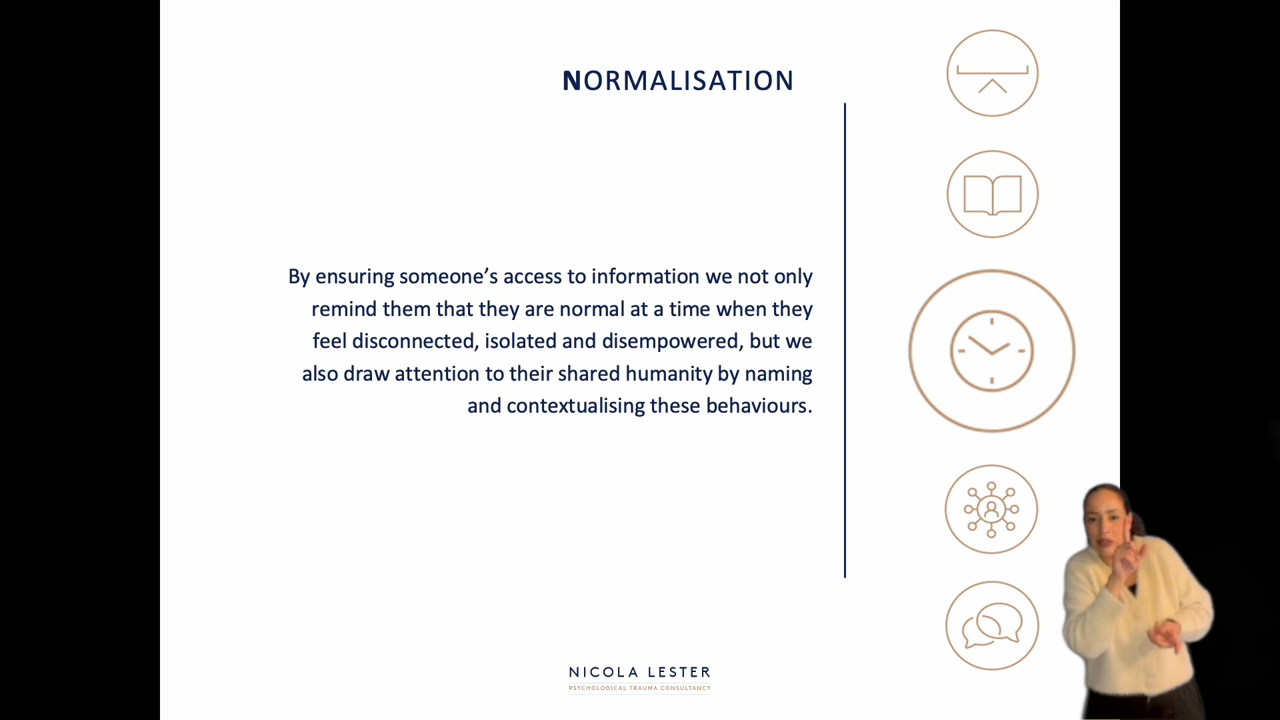 NORMALISATION
By ensuring someone’s access to information we not only
remind them that they are normal at a time when they
feel disconnected, isolated and disempowered, but we
also draw attention to their shared humanity by naming
and contextualising these behaviours.
NICOLA LESTER
PSYCHOLOGICAL TRAUMA CONSULTANCY